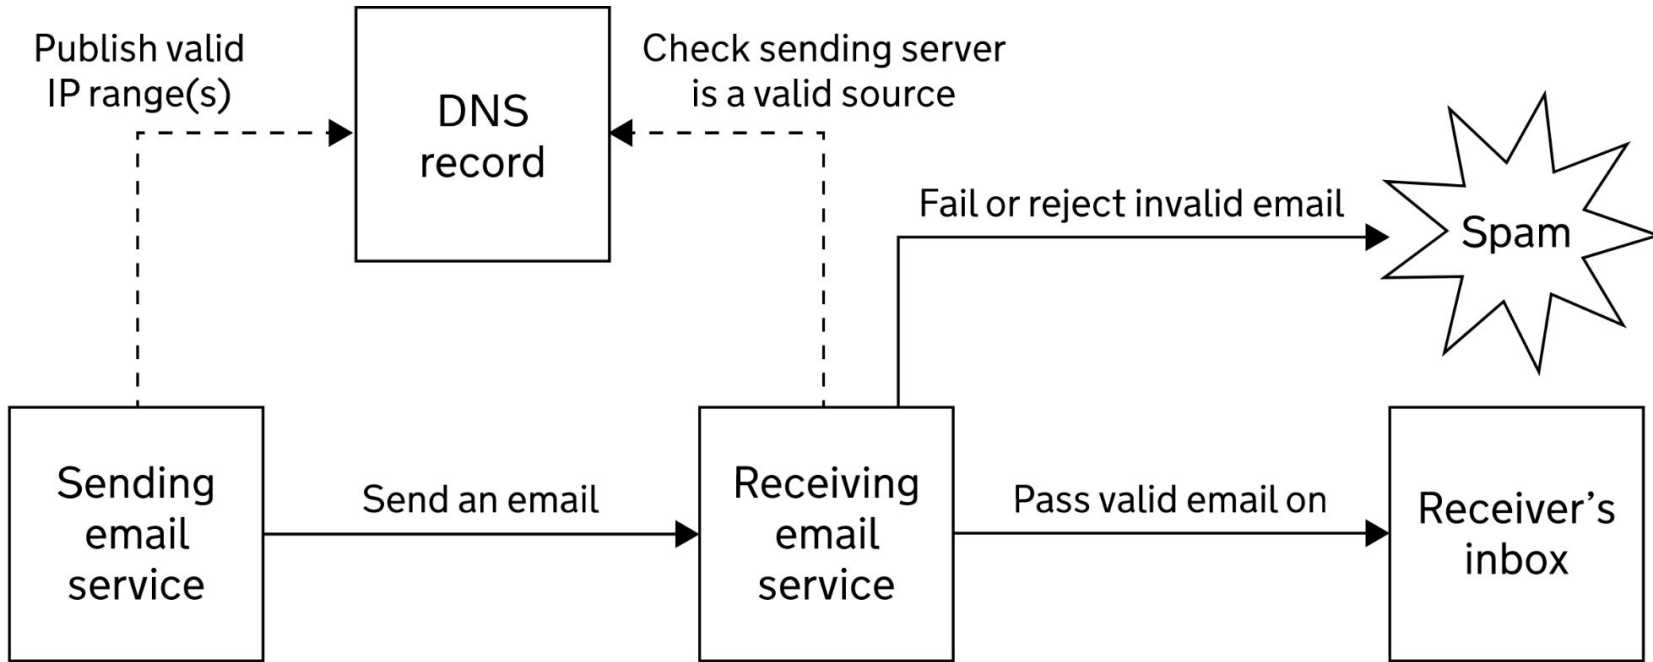 Publish valid
IP range(s)
DNS
record
Check sending server
is a valid source
Fail or reject invalid email
Spam
Sending
email
service
Send an email
Receiving
email
service
Pass valid email on
Receiver’s
inbox